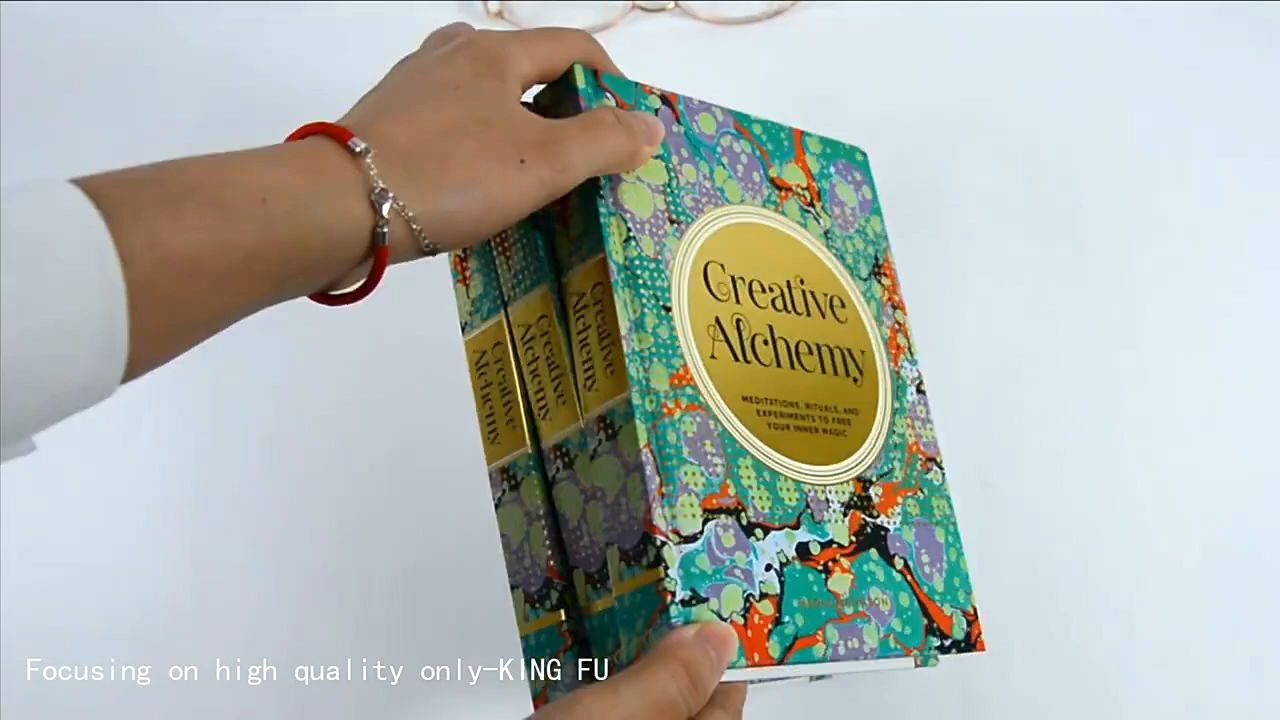 Creative
Alchemy
MEDITATIONS, RITUALS, AND
EXPERIMENTS TO FREE
YOUR INNER MAGIC
Creative
Alchemy
Creative
Alchemy
Creative
Alchemy
Focusing on high quality only-KING FU